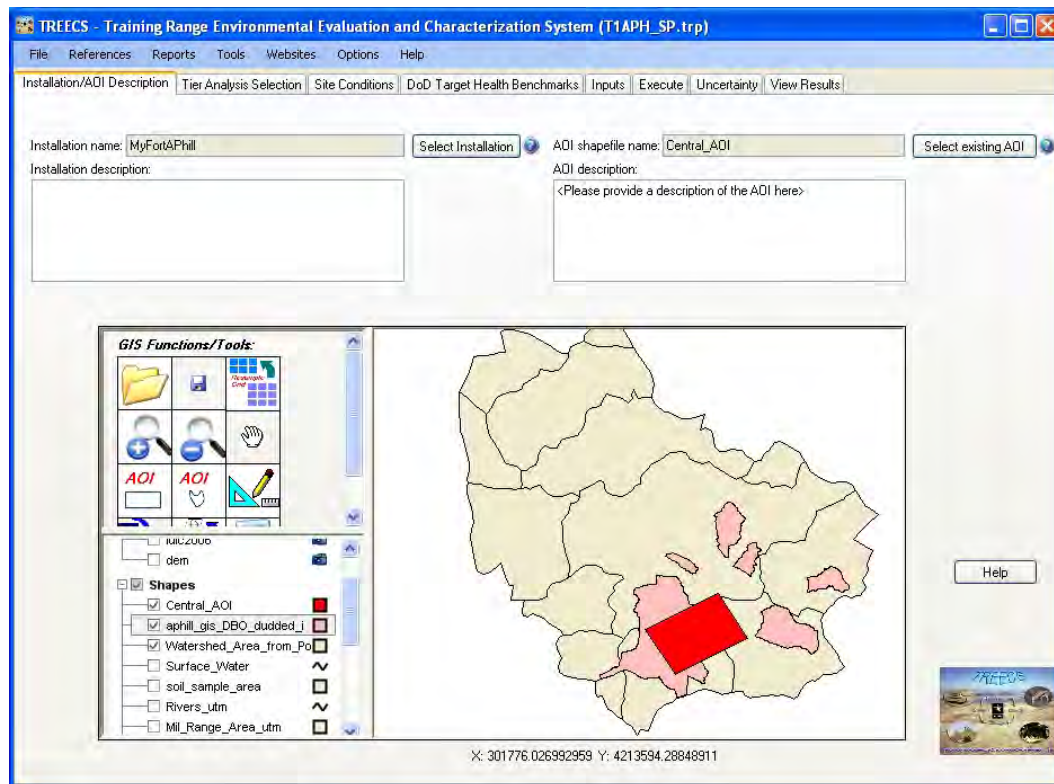 TREECS - Training Range Environmental Evaluation and Characterization System (T1APH_SP.trp)
File References Reports Tools Websites Options Help
Installation/AOI Description Tier Analysis Selection Site Conditions DoD Target Health Benchmarks Inputs Execute Uncertainty View Results
Installation name: MyFortAPhill Select Installation ? AOI shapefile name: Central_AOI Select existing AOI ?
Installation description: AOI description:
<Please provide a description of the AOI here>
GIS Functions/Tools:
AOI AOI
dem
Shapes
Central_AOI
aphill_gis_DBO_dudded_i
Watershed_Area_from_Po
Surface_Water
soil_sample_area
Rivers_utm
Mil_Range_Area_utm
Help
TREECS
X: 301776.026992959 Y: 4213594.28848911